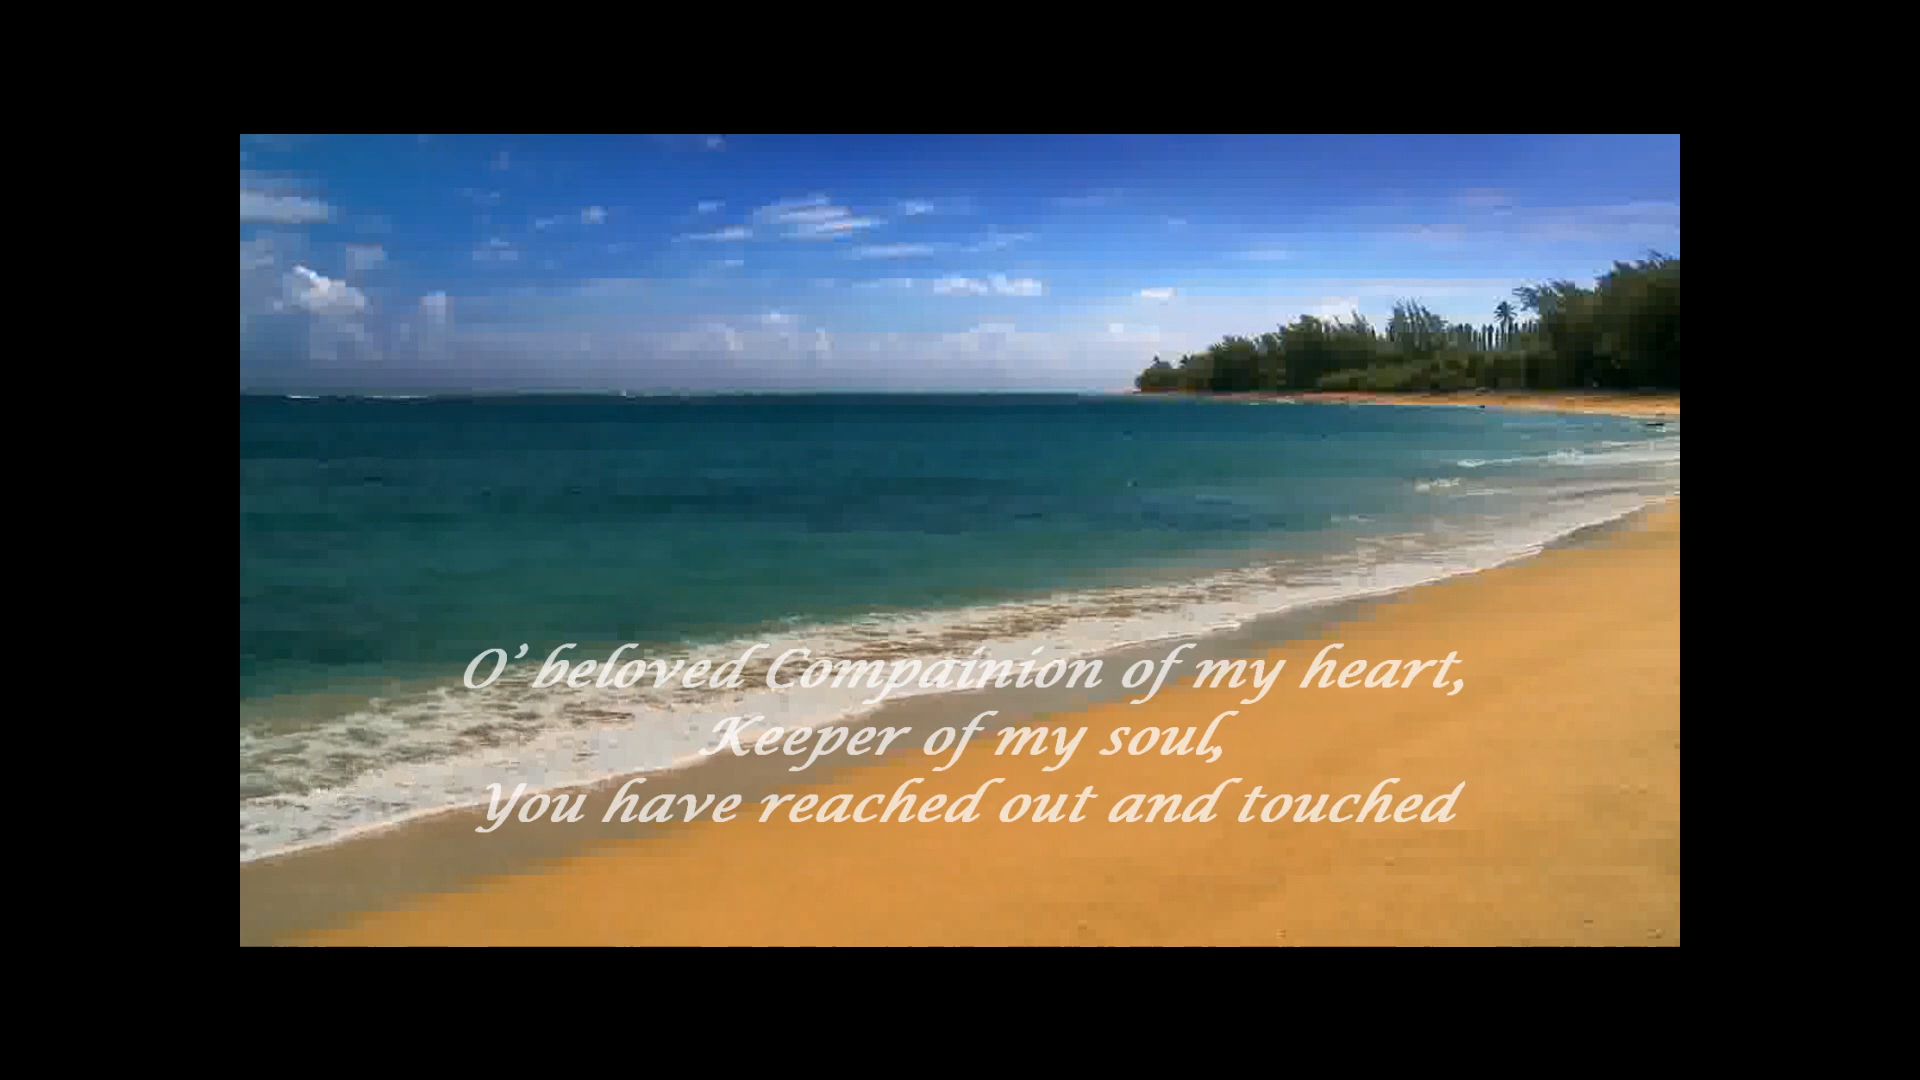 O' beloved Compainion of my heart,
Keeper of my soul,
You have reached out and touched